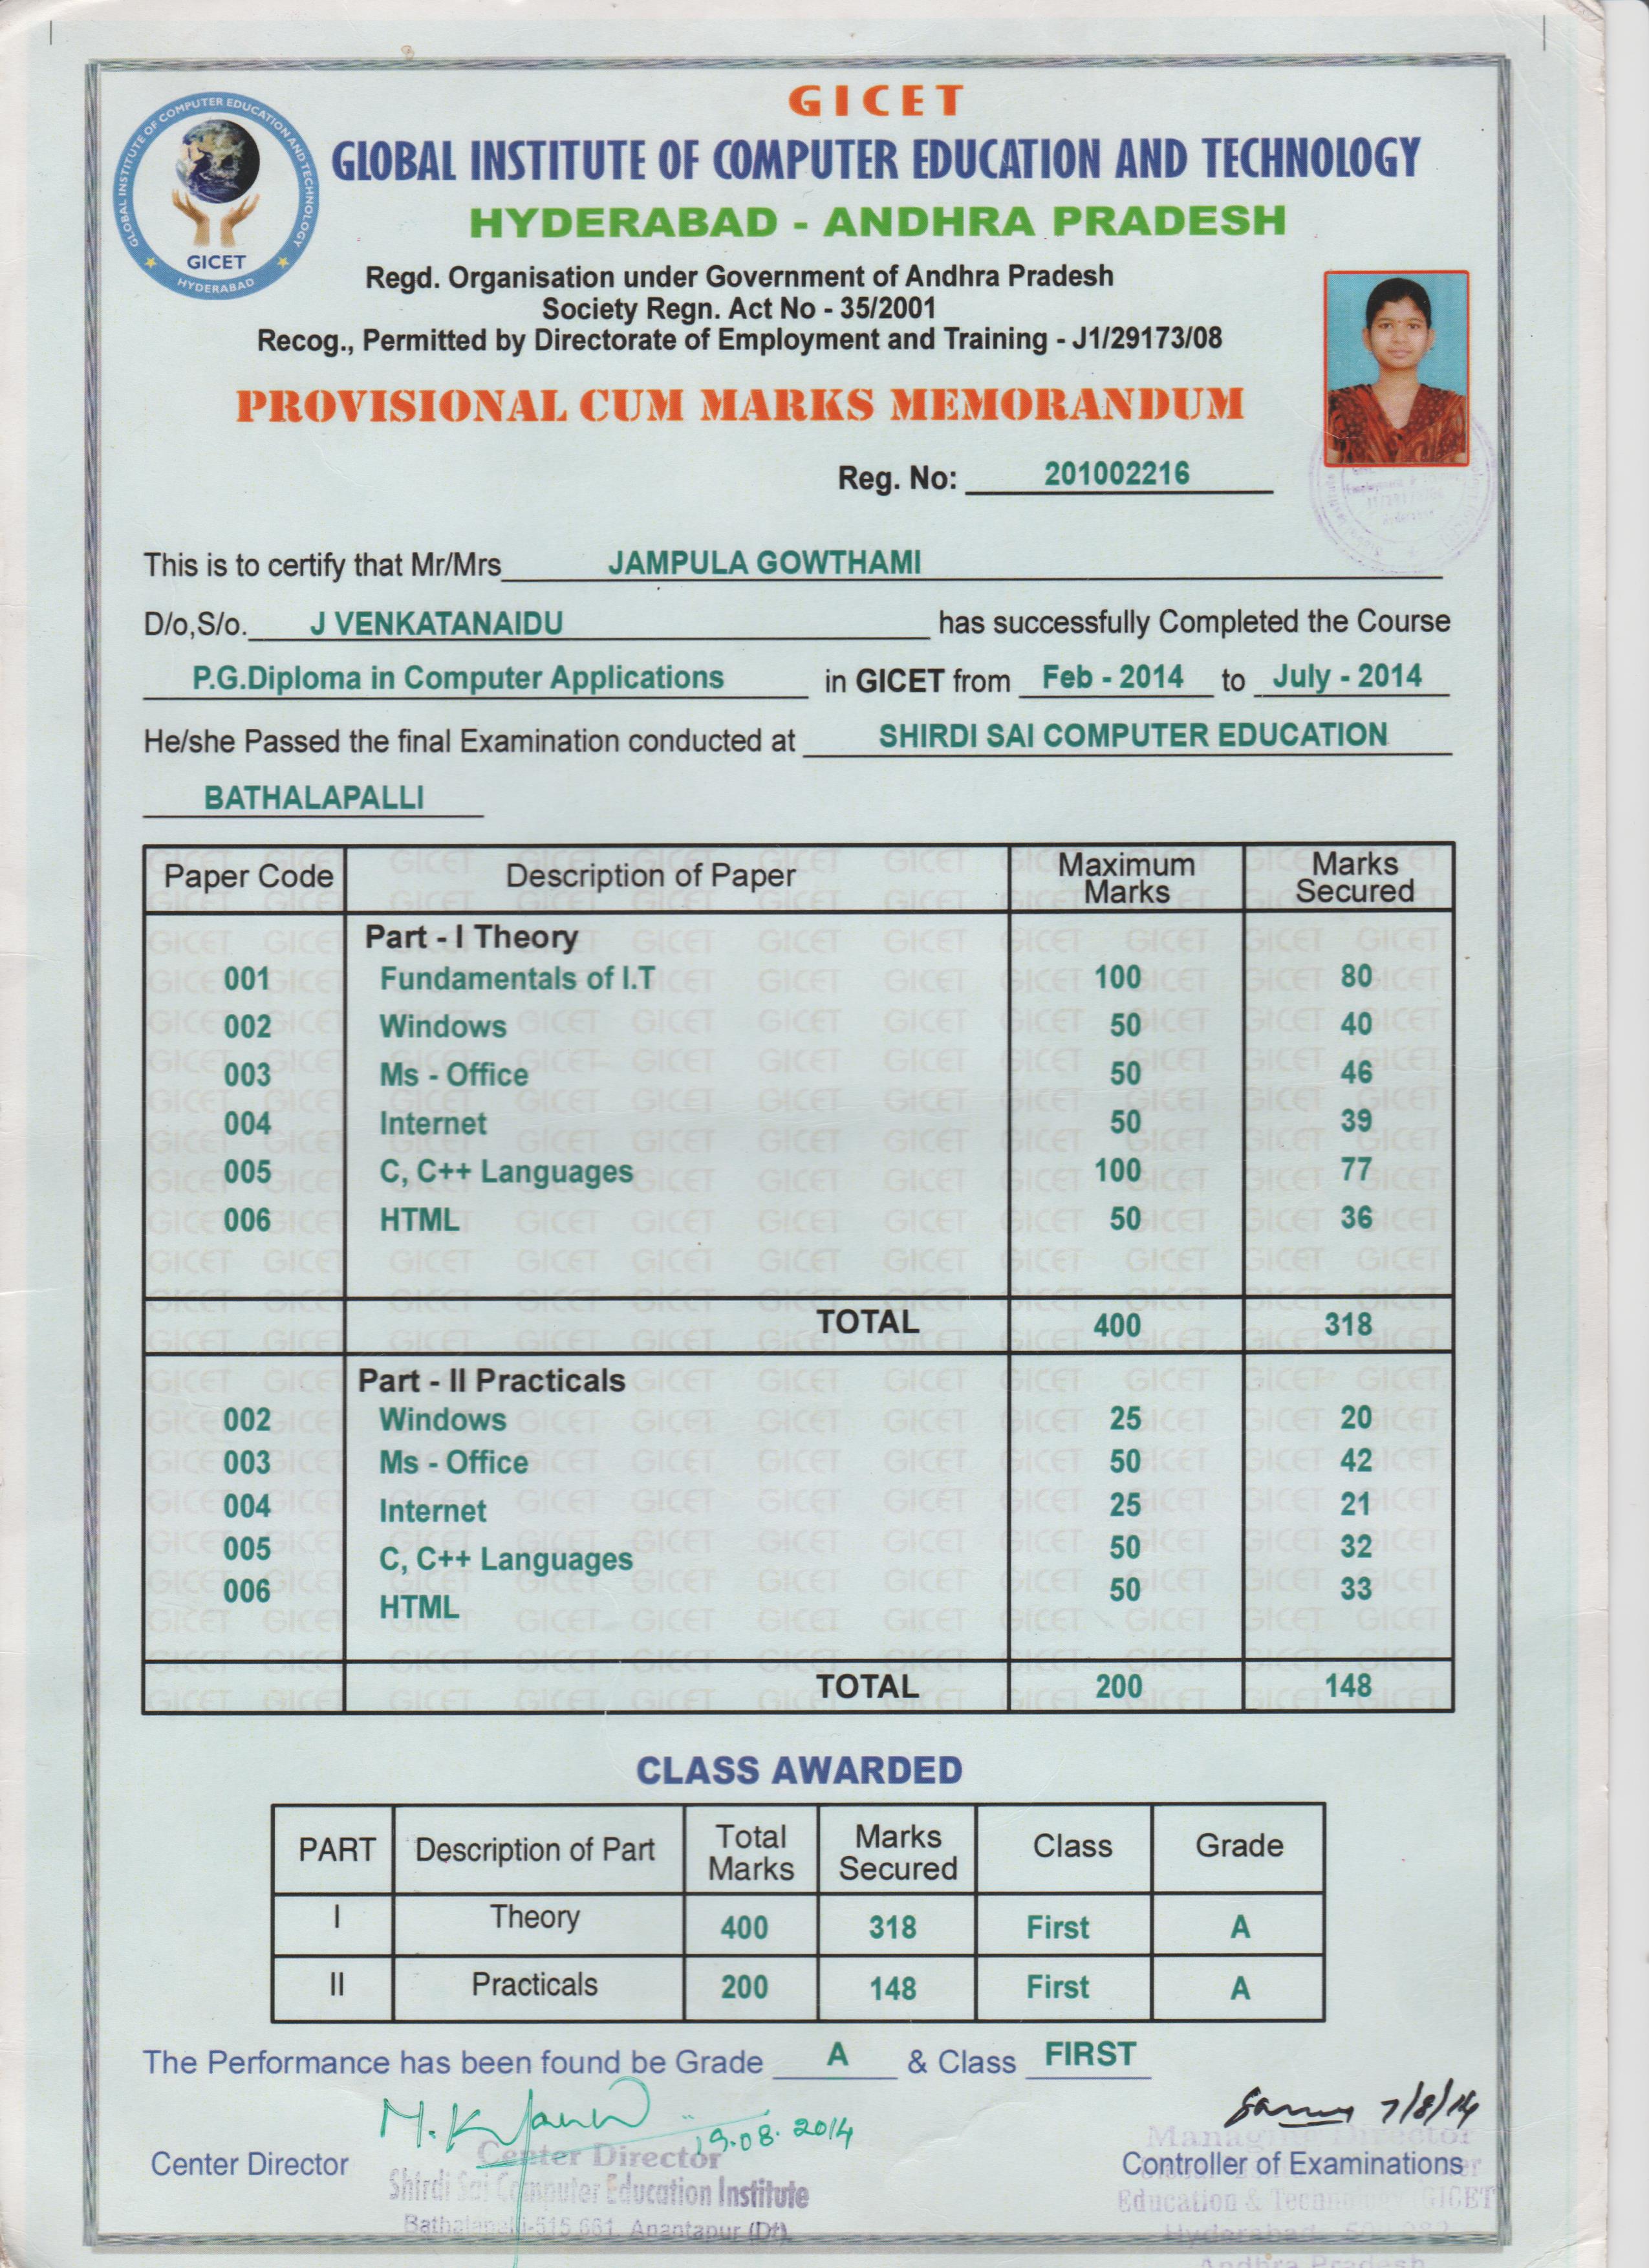 GICET
GLOBAL INSTITUTE OF COMPUTER EDUCATION AND TECHNOLOGY
HYDERABAD - ANDHRA PRADESH
GLOBAL INSTITUTE OF COMPUTER EDUCATION AND TECHNOLOGY
GICET
HYDERABAD
Regd. Organisation under Government of Andhra Pradesh
Society Regn. Act No - 35/2001
Recog., Permitted by Directorate of Employment and Training - J1/29173/08
PROVISIONAL CUM MARKS MEMORANDUM
Reg. No: 201002216
This is to certify that Mr/Mrs JAMPULA GOWTHAMI
D/o,S/o. J VENKATANAIDU has successfully Completed the Course
P.G.Diploma in Computer Applications in GICET from Feb - 2014 to July - 2014
He/she Passed the final Examination conducted at SHIRDI SAI COMPUTER EDUCATION
BATHALAPALLI
Paper Code Description of Paper Maximum Marks Marks Secured
Part - I Theory
001 Fundamentals of I.T 100 80
002 Windows 50 40
003 Ms - Office 50 46
004 Internet 50 39
005 C, C++ Languages 100 77
006 HTML 50 36
TOTAL 400 318
Part - II Practicals
002 Windows 25 20
003 Ms - Office 50 42
004 Internet 25 21
005 C, C++ Languages 50 32
006 HTML 50 33
TOTAL 200 148
CLASS AWARDED
PART Description of Part Total Marks Marks Secured Class Grade
I Theory 400 318 First A
II Practicals 200 148 First A
The Performance has been found be Grade A & Class FIRST
19.08.2014
7/8/14
Center Director
Center Director
Shirdi Sai Computer Education Institute
Bathalapalli-515 661, Anantapur (Dt).
Managing Director
Controller of Examinations
Education & Technology, GICET
Hyderabad
Andhra Pradesh